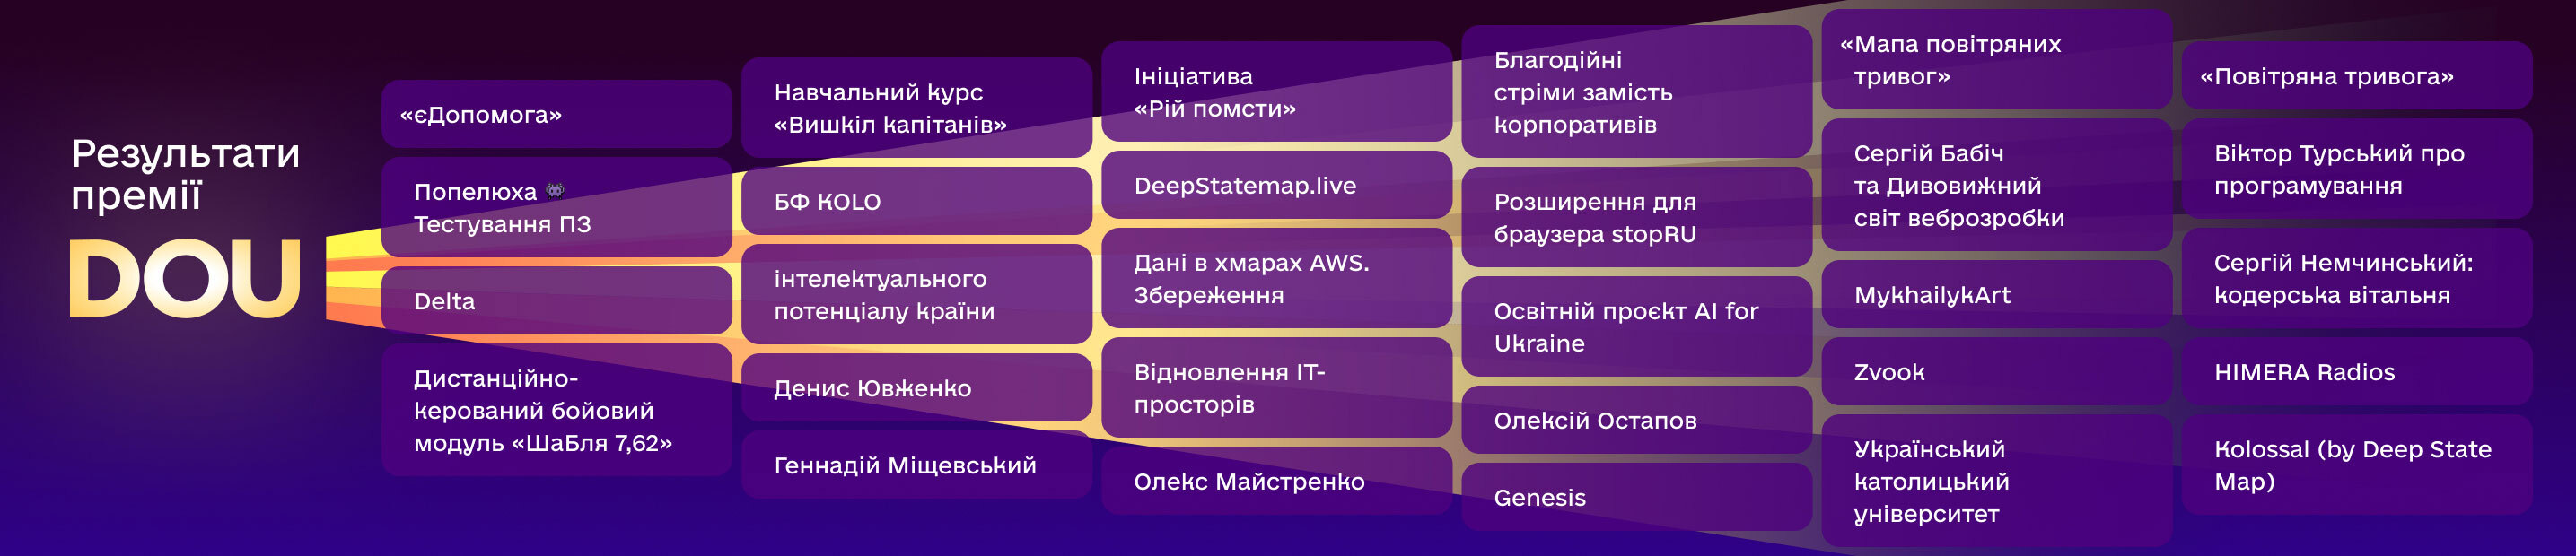 Результати
премії
DOU
«єДопомога»
Попелюха
Тестування ПЗ
Delta
Дистанційно-
керований бойовий
модуль «ШаБля 7,62»
Навчальний курс
«Вишкіл капітанів»
БФ KOLO
інтелектуального
потенціалу країни
Денис Ювженко
Геннадій Міщевський
Ініціатива
«Рій помсти»
DeepStatemap.live
Дані в хмарах AWS.
Збереження
Відновлення ІТ-
просторів
Олекс Майстренко
Благодійні
стріми замість
корпоративів
Розширення для
браузера stopRU
Освітній проєкт AI for
Ukraine
Олексій Остапов
Genesis
«Мапа повітряних
тривог»
Сергій Бабіч
та Дивовижний
світ веброзробки
MykhailykArt
Zvook
Український
католицький
університет
«Повітряна тривога»
Віктор Турський про
програмування
Сергій Немчинський:
кодерська вітальня
HIMERA Radios
Kolossal (by Deep State
Map)